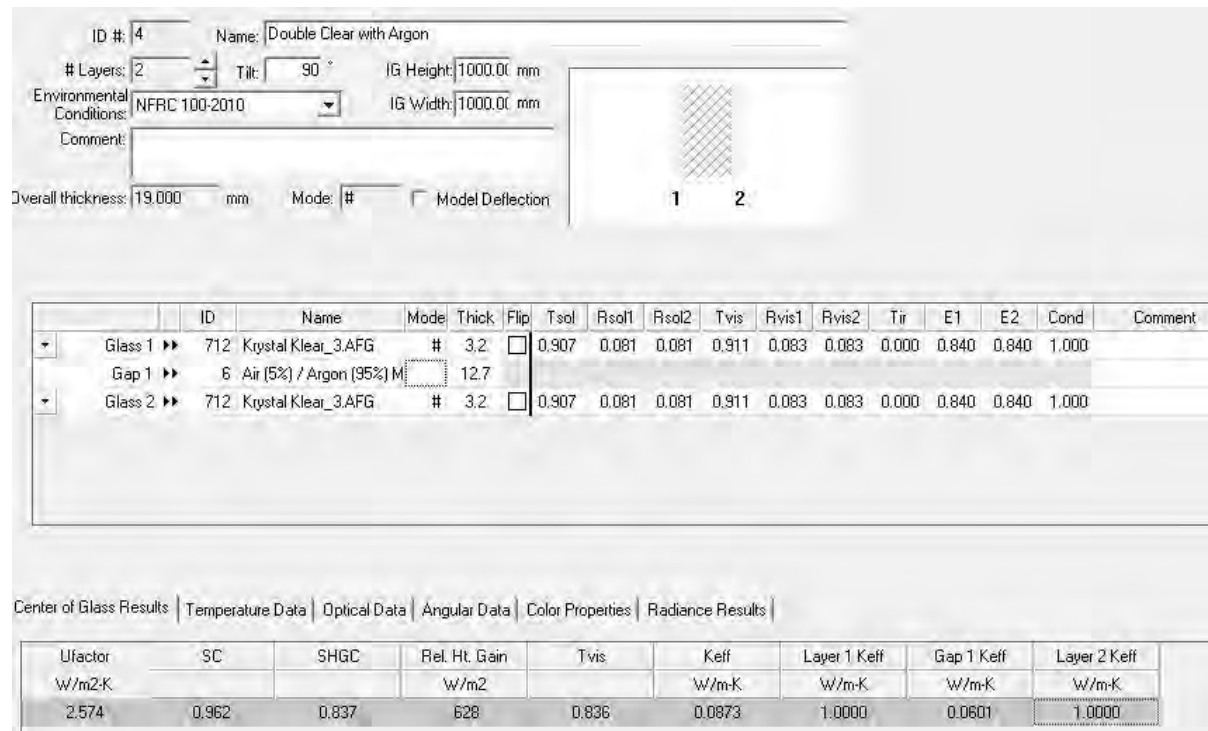 ID #: 4 Name: Double Clear with Argon
# Layers: 2 Tilt: 90 ° IG Height: 1000.00 mm
Environmental Conditions: NFRC 100-2010 IG Width: 1000.00 mm
Comment:
Overall thickness: 19.000 mm Mode: # Model Deflection
1 2
ID Name Mode Thick Flip Tsol Rsol1 Rsol2 Tvis Rvis1 Rvis2 Tir E1 E2 Cond Comment
Glass 1 ▸▸ 712 Krystal Klear_3.AFG # 3.2 0.907 0.081 0.081 0.911 0.083 0.083 0.000 0.840 0.840 1.000
Gap 1 ▸▸ 6 Air (5%) / Argon (95%) M 12.7
Glass 2 ▸▸ 712 Krystal Klear_3.AFG # 3.2 0.907 0.081 0.081 0.911 0.083 0.083 0.000 0.840 0.840 1.000
Center of Glass Results | Temperature Data | Optical Data | Angular Data | Color Properties | Radiance Results |
Ufactor SC SHGC Rel. Ht. Gain Tvis Keff Layer 1 Keff Gap 1 Keff Layer 2 Keff
W/m2-K W/m2 W/m-K W/m-K W/m-K W/m-K
2.574 0.962 0.837 628 0.836 0.0873 1.0000 0.0601 1.0000